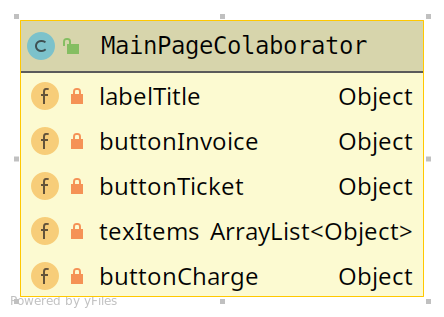 C MainPageColaborator
f labelTitle Object
f buttonInvoice Object
f buttonTicket Object
f texItems ArrayList<Object>
f buttonCharge Object
Powered by yFiles